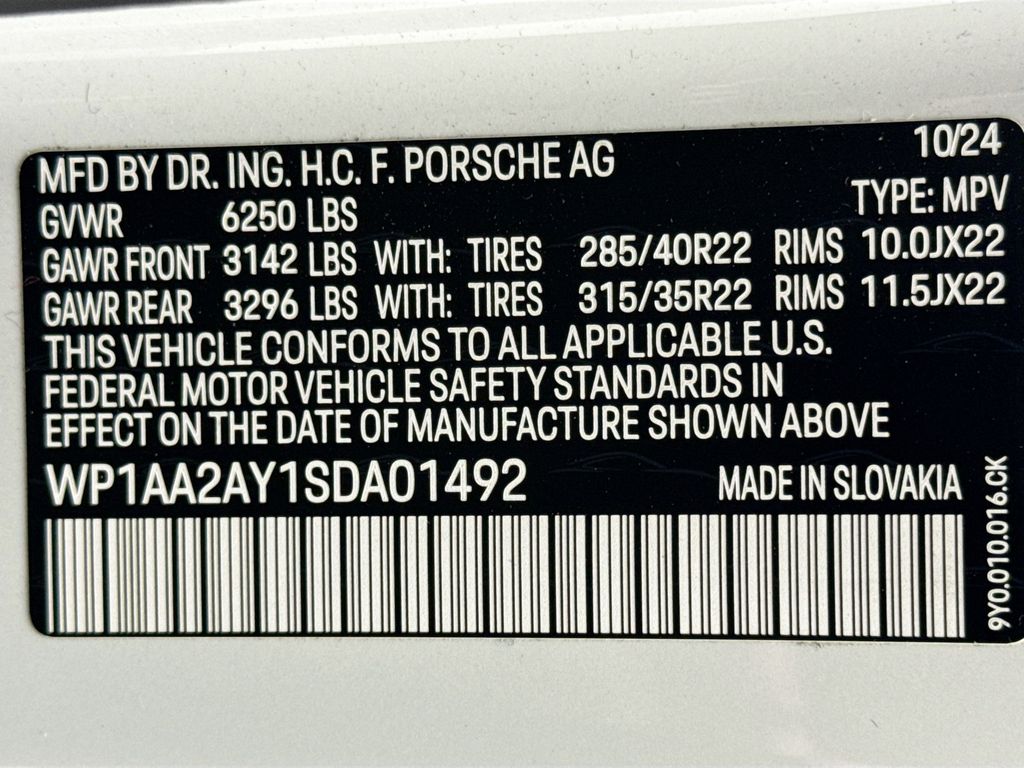 MFD BY DR. ING. H.C. F. PORSCHE AG 10/24
GVWR 6250 LBS TYPE: MPV
GAWR FRONT 3142 LBS WITH: TIRES 285/40R22 RIMS 10.0JX22
GAWR REAR 3296 LBS WITH: TIRES 315/35R22 RIMS 11.5JX22
THIS VEHICLE CONFORMS TO ALL APPLICABLE U.S.
FEDERAL MOTOR VEHICLE SAFETY STANDARDS IN
EFFECT ON THE DATE OF MANUFACTURE SHOWN ABOVE
WP1AA2AY1SDA01492 MADE IN SLOVAKIA
9Y0.010.016.CK